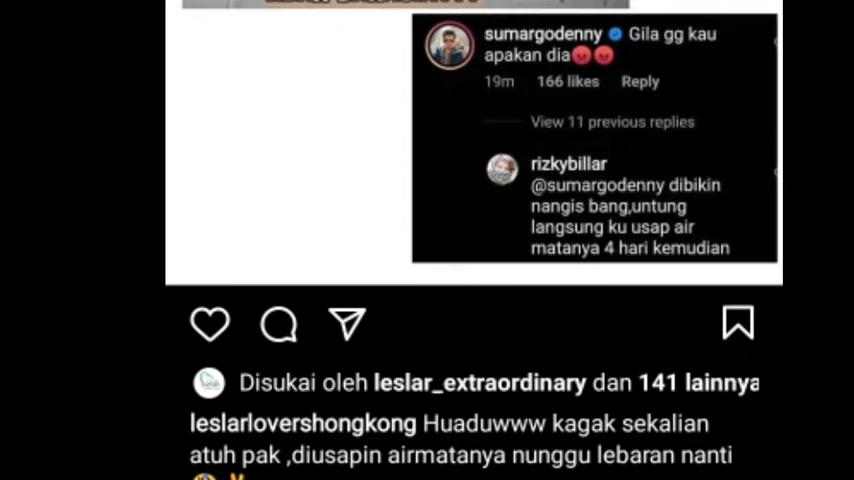 sumargodenny Gila gg kau
apakan dia😡😡
19m 166 likes Reply
View 11 previous replies
rizkybillar
@sumargodenny dibikin
nangis bang,untung
langsung ku usap air
matanya 4 hari kemudian
Disukai oleh leslar_extraordinary dan 141 lainnya
leslarlovershongkong Huaduwww kagak sekalian
atuh pak ,diusapin airmatanya nunggu lebaran nanti